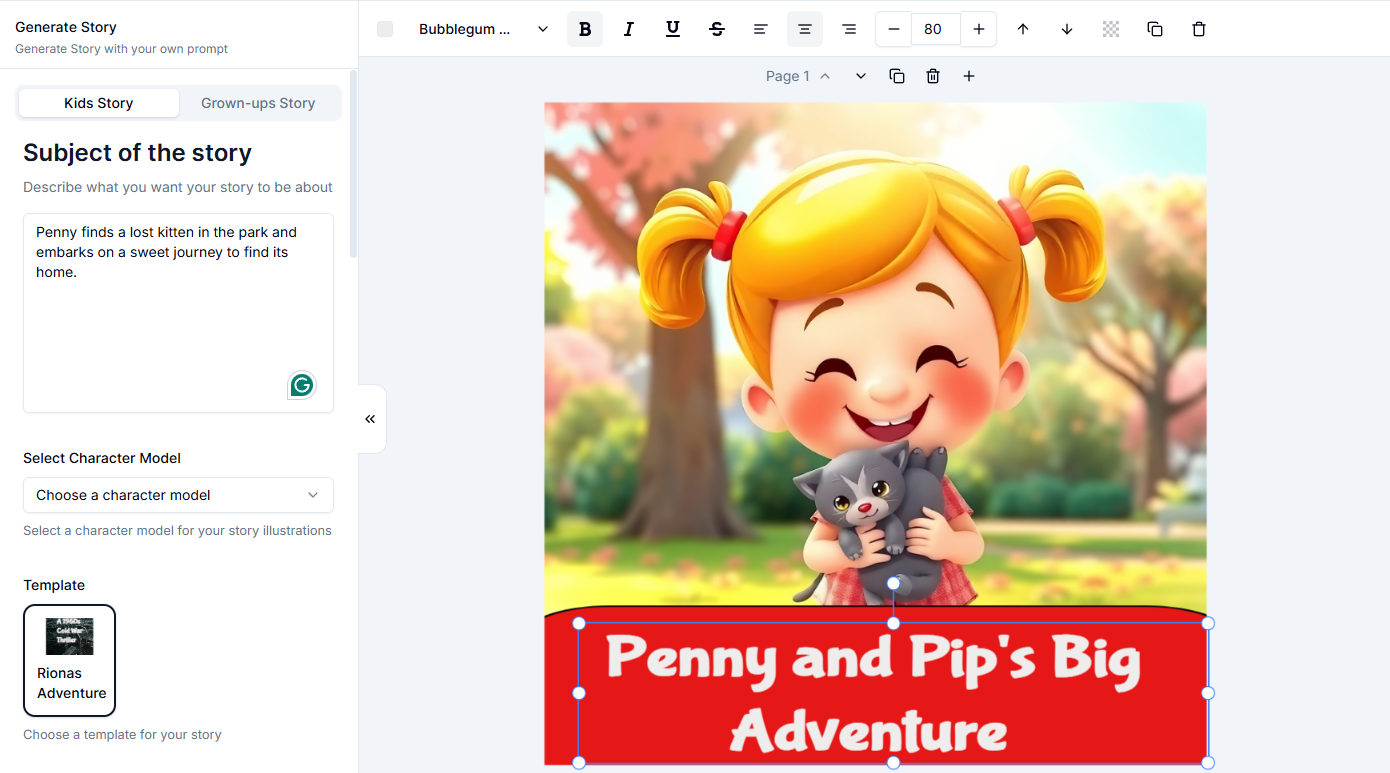 Generate Story
Generate Story with your own prompt
Kids Story
Grown-ups Story
Subject of the story
Describe what you want your story to be about
Penny finds a lost kitten in the park and
embarks on a sweet journey to find its
home.
Select Character Model
Choose a character model
Select a character model for your story illustrations
Template
A 1960s
Cold War
Thriller
Rionas
Adventure
Choose a template for your story
Bubblegum ...
B
I
U
S
80
Page 1
Penny and Pip's Big
Adventure